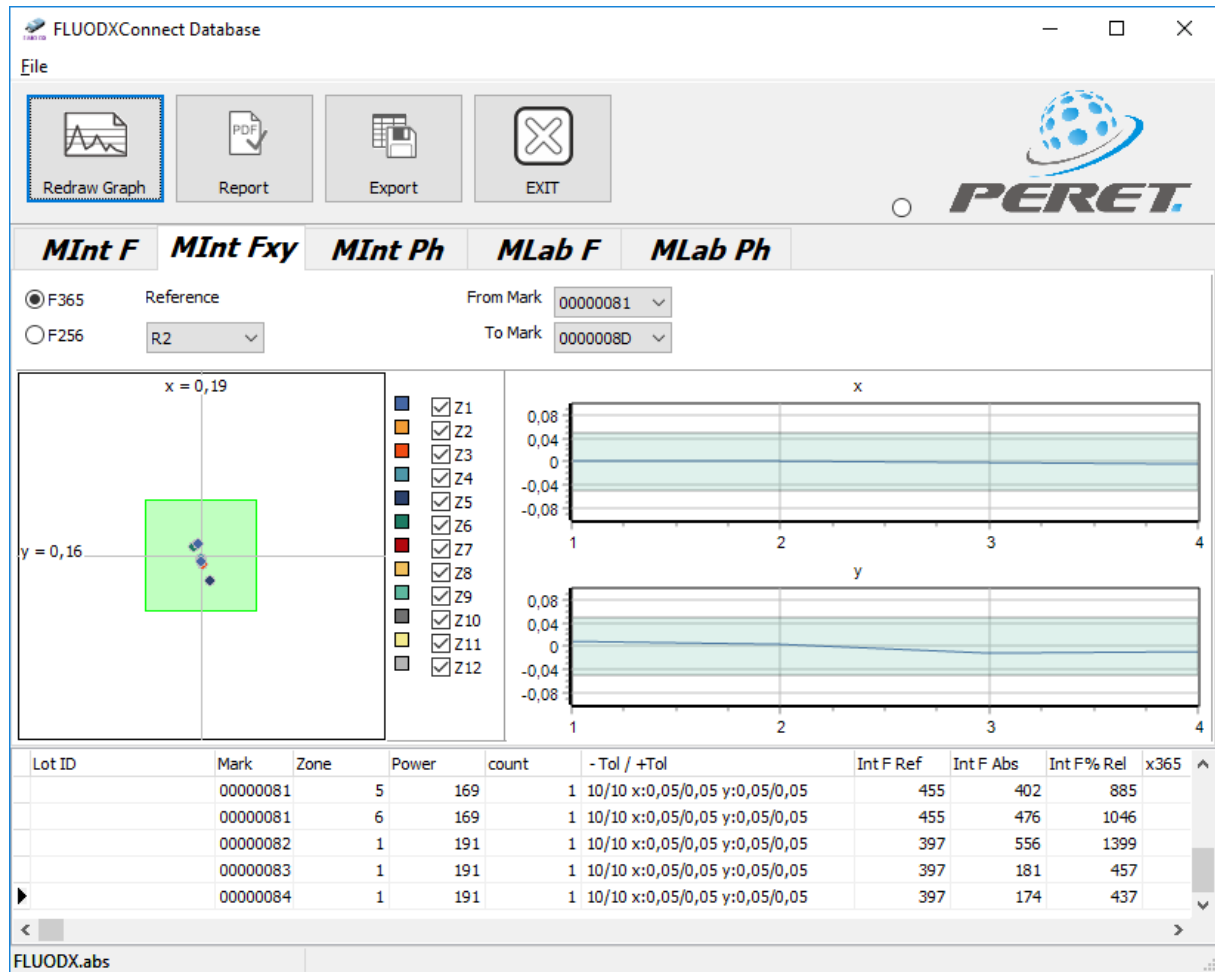 FLUODXConnect Database
File
Redraw Graph Report Export EXIT
PDF
PERET.
MInt F MInt Fxy MInt Ph MLab F MLab Ph
F365 Reference From Mark 00000081
F256 R2 To Mark 0000008D
x = 0,19
y = 0,16
Z1
Z2
Z3
Z4
Z5
Z6
Z7
Z8
Z9
Z10
Z11
Z12
x
0,08
0,04
0
-0,04
-0,08
1 2 3 4
y
0,08
0,04
0
-0,04
-0,08
1 2 3 4
Lot ID Mark Zone Power count - Tol / +Tol Int F Ref Int F Abs Int F% Rel x365
00000081 5 169 1 10/10 x:0,05/0,05 y:0,05/0,05 455 402 885
00000081 6 169 1 10/10 x:0,05/0,05 y:0,05/0,05 455 476 1046
00000082 1 191 1 10/10 x:0,05/0,05 y:0,05/0,05 397 556 1399
00000083 1 191 1 10/10 x:0,05/0,05 y:0,05/0,05 397 181 457
00000084 1 191 1 10/10 x:0,05/0,05 y:0,05/0,05 397 174 437
FLUODX.abs